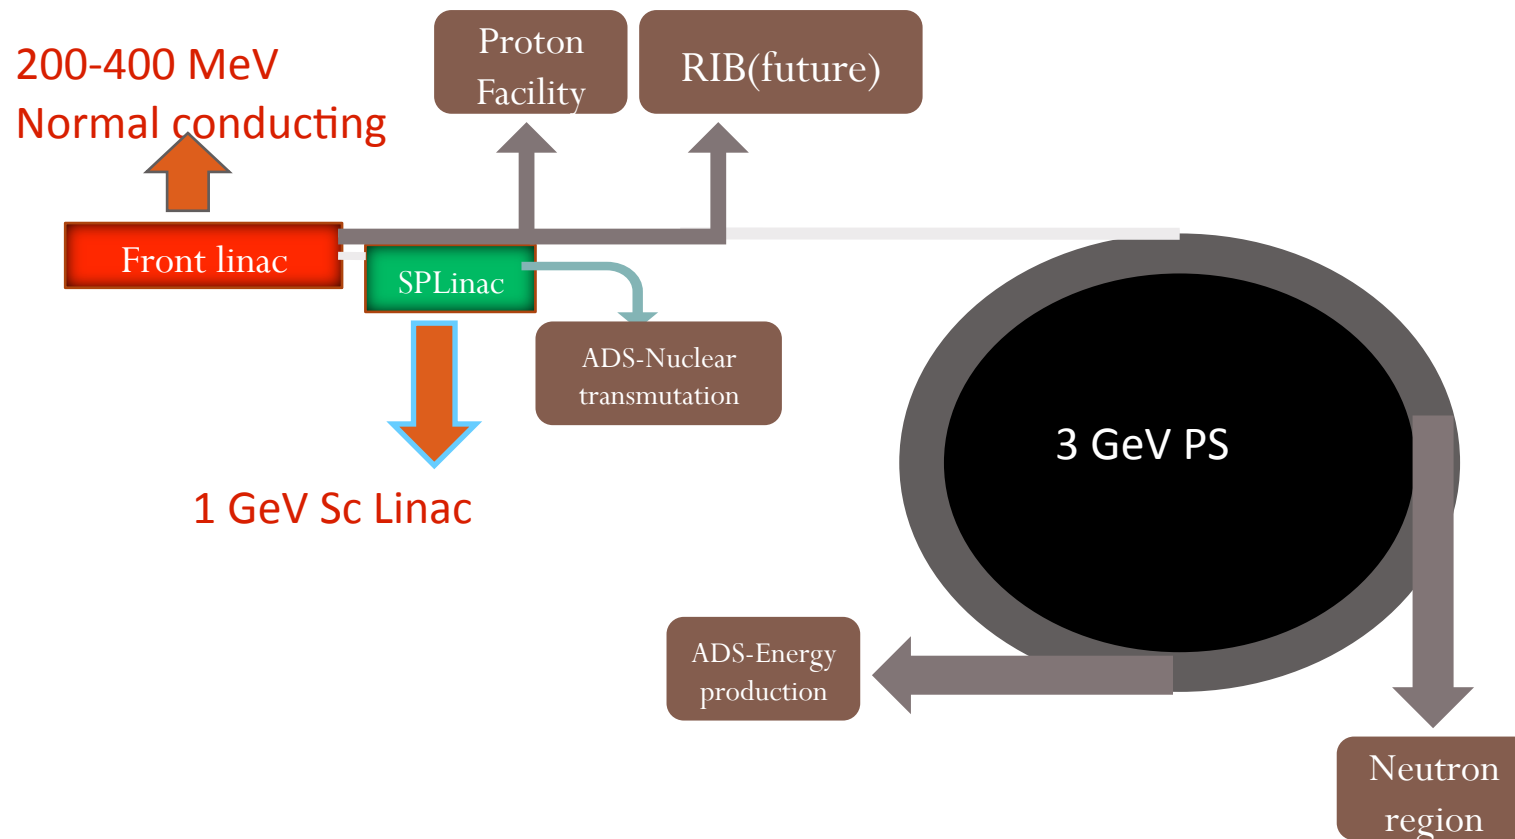 200-400 MeV
Normal conducting
Proton
Facility
RIB(future)
Front linac
SPLinac
ADS-Nuclear
transmutation
1 GeV Sc Linac
3 GeV PS
ADS-Energy
production
Neutron
region